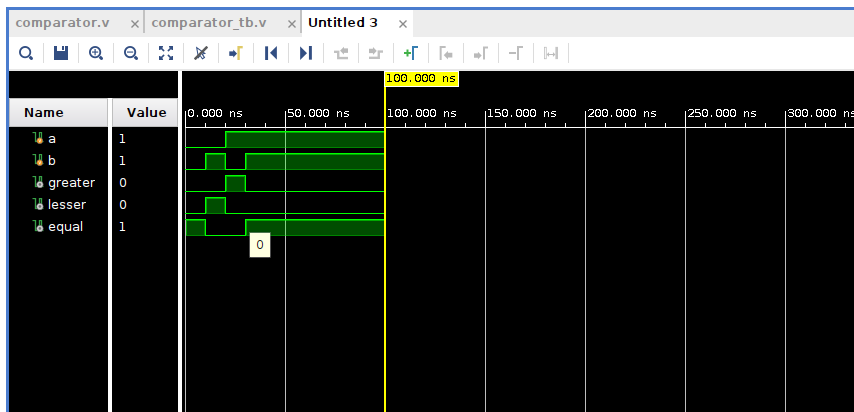 comparator.v × comparator_tb.v × Untitled 3 ×
100.000 ns
Name Value 0.000 ns 50.000 ns 100.000 ns 150.000 ns 200.000 ns 250.000 ns 300.000 ns
a 1
b 1
greater 0
lesser 0
equal 1
0